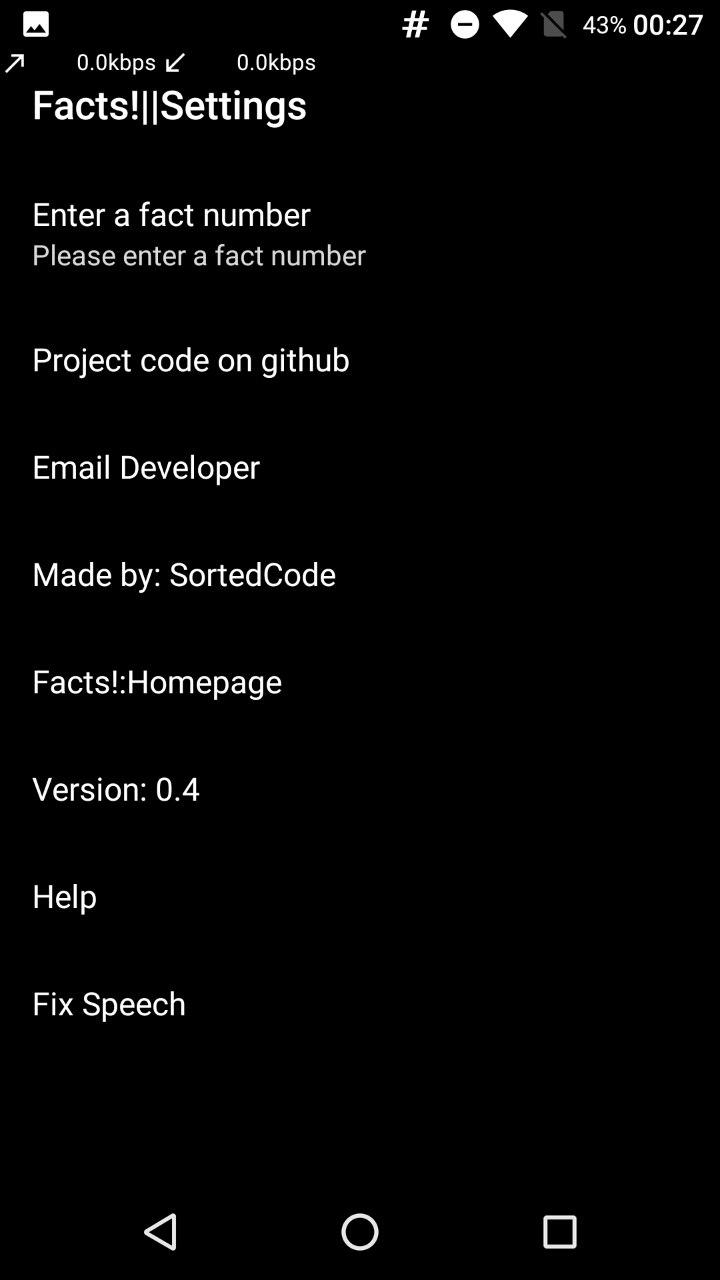 # 43% 00:27
0.0kbps 0.0kbps
Facts!||Settings
Enter a fact number
Please enter a fact number
Project code on github
Email Developer
Made by: SortedCode
Facts!:Homepage
Version: 0.4
Help
Fix Speech